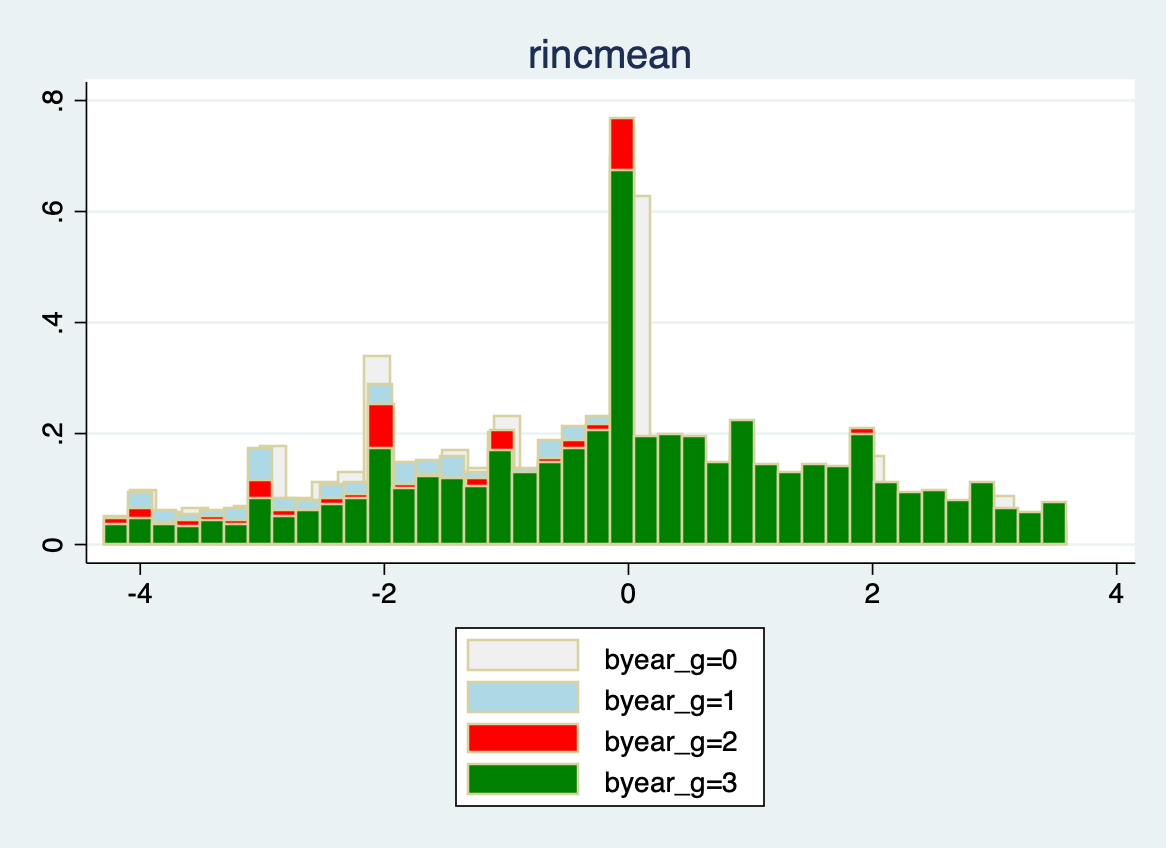 rincmean
.8
.6
.4
.2
0
-4 -2 0 2 4
byear_g=0
byear_g=1
byear_g=2
byear_g=3